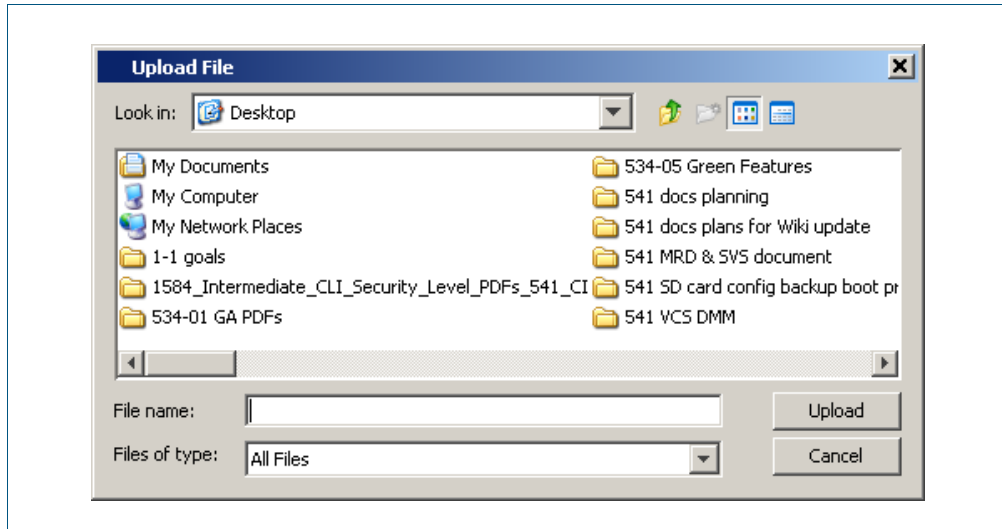 Upload File
Look in: Desktop
My Documents
My Computer
My Network Places
1-1 goals
1584_Intermediate_CLI_Security_Level_PDFs_541_CI
534-01 GA PDFs
534-05 Green Features
541 docs planning
541 docs plans for Wiki update
541 MRD & SVS document
541 SD card config backup boot pr
541 VCS DMM
File name:
Upload
Files of type: All Files
Cancel